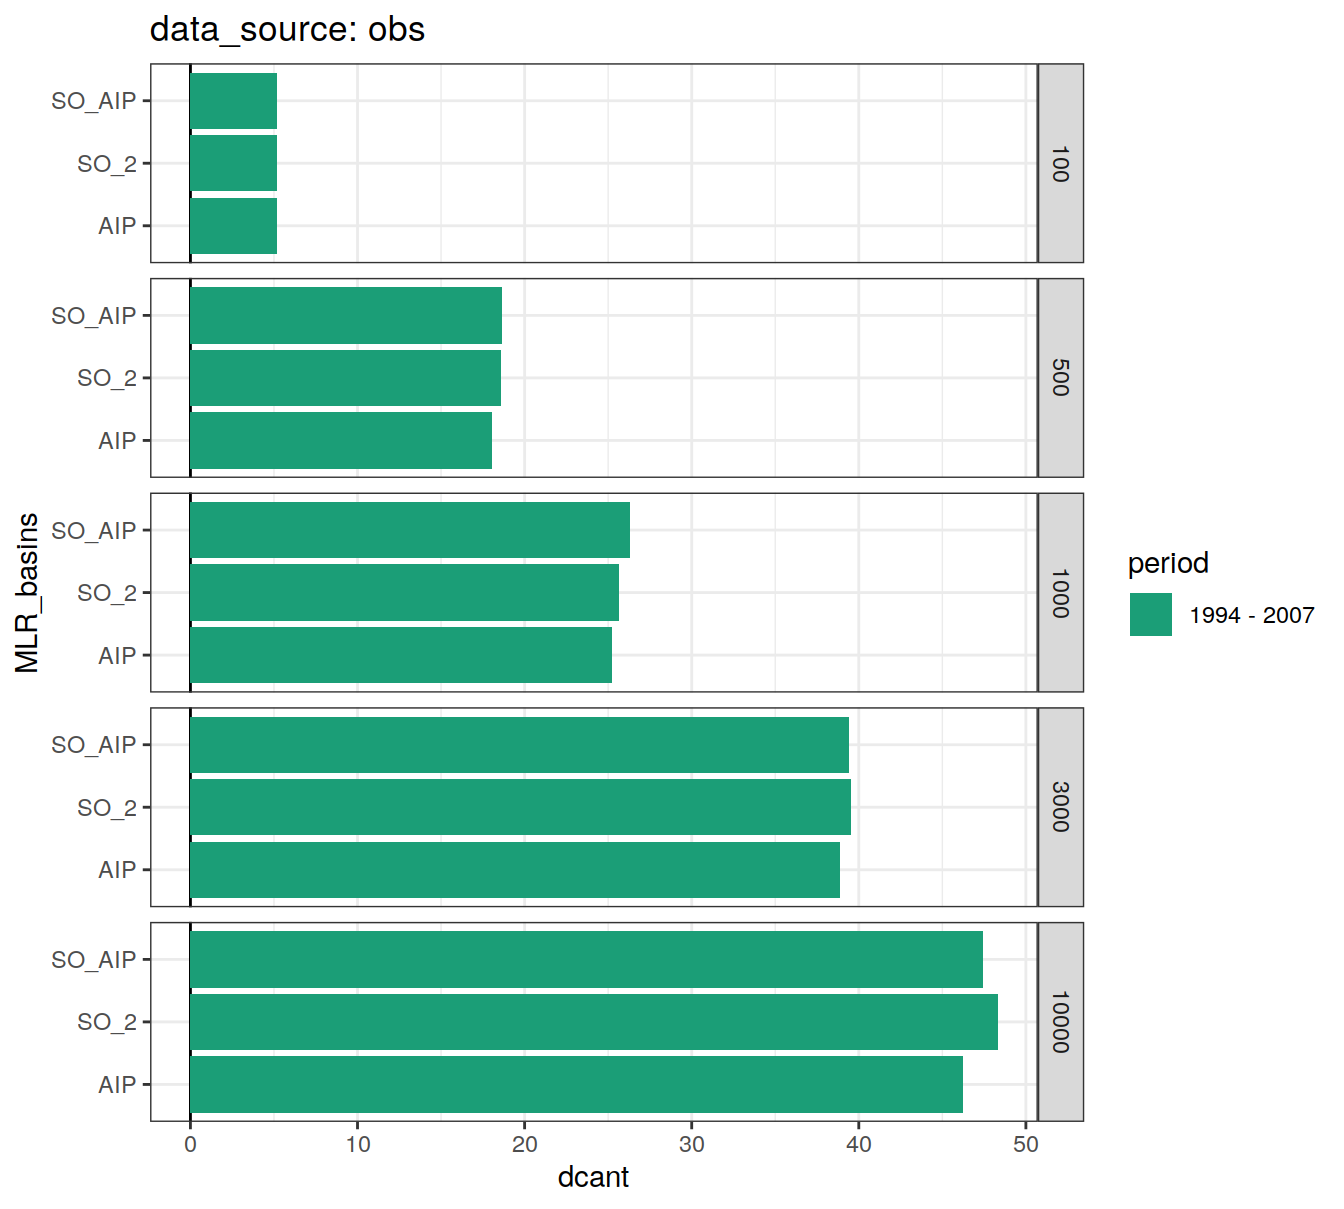 data_source: obs
SO_AIP
SO_2
AIP
100
SO_AIP
SO_2
AIP
500
SO_AIP
SO_2
AIP
1000
SO_AIP
SO_2
AIP
3000
SO_AIP
SO_2
AIP
10000
MLR_basins
0 10 20 30 40 50
dcant
period
1994 - 2007